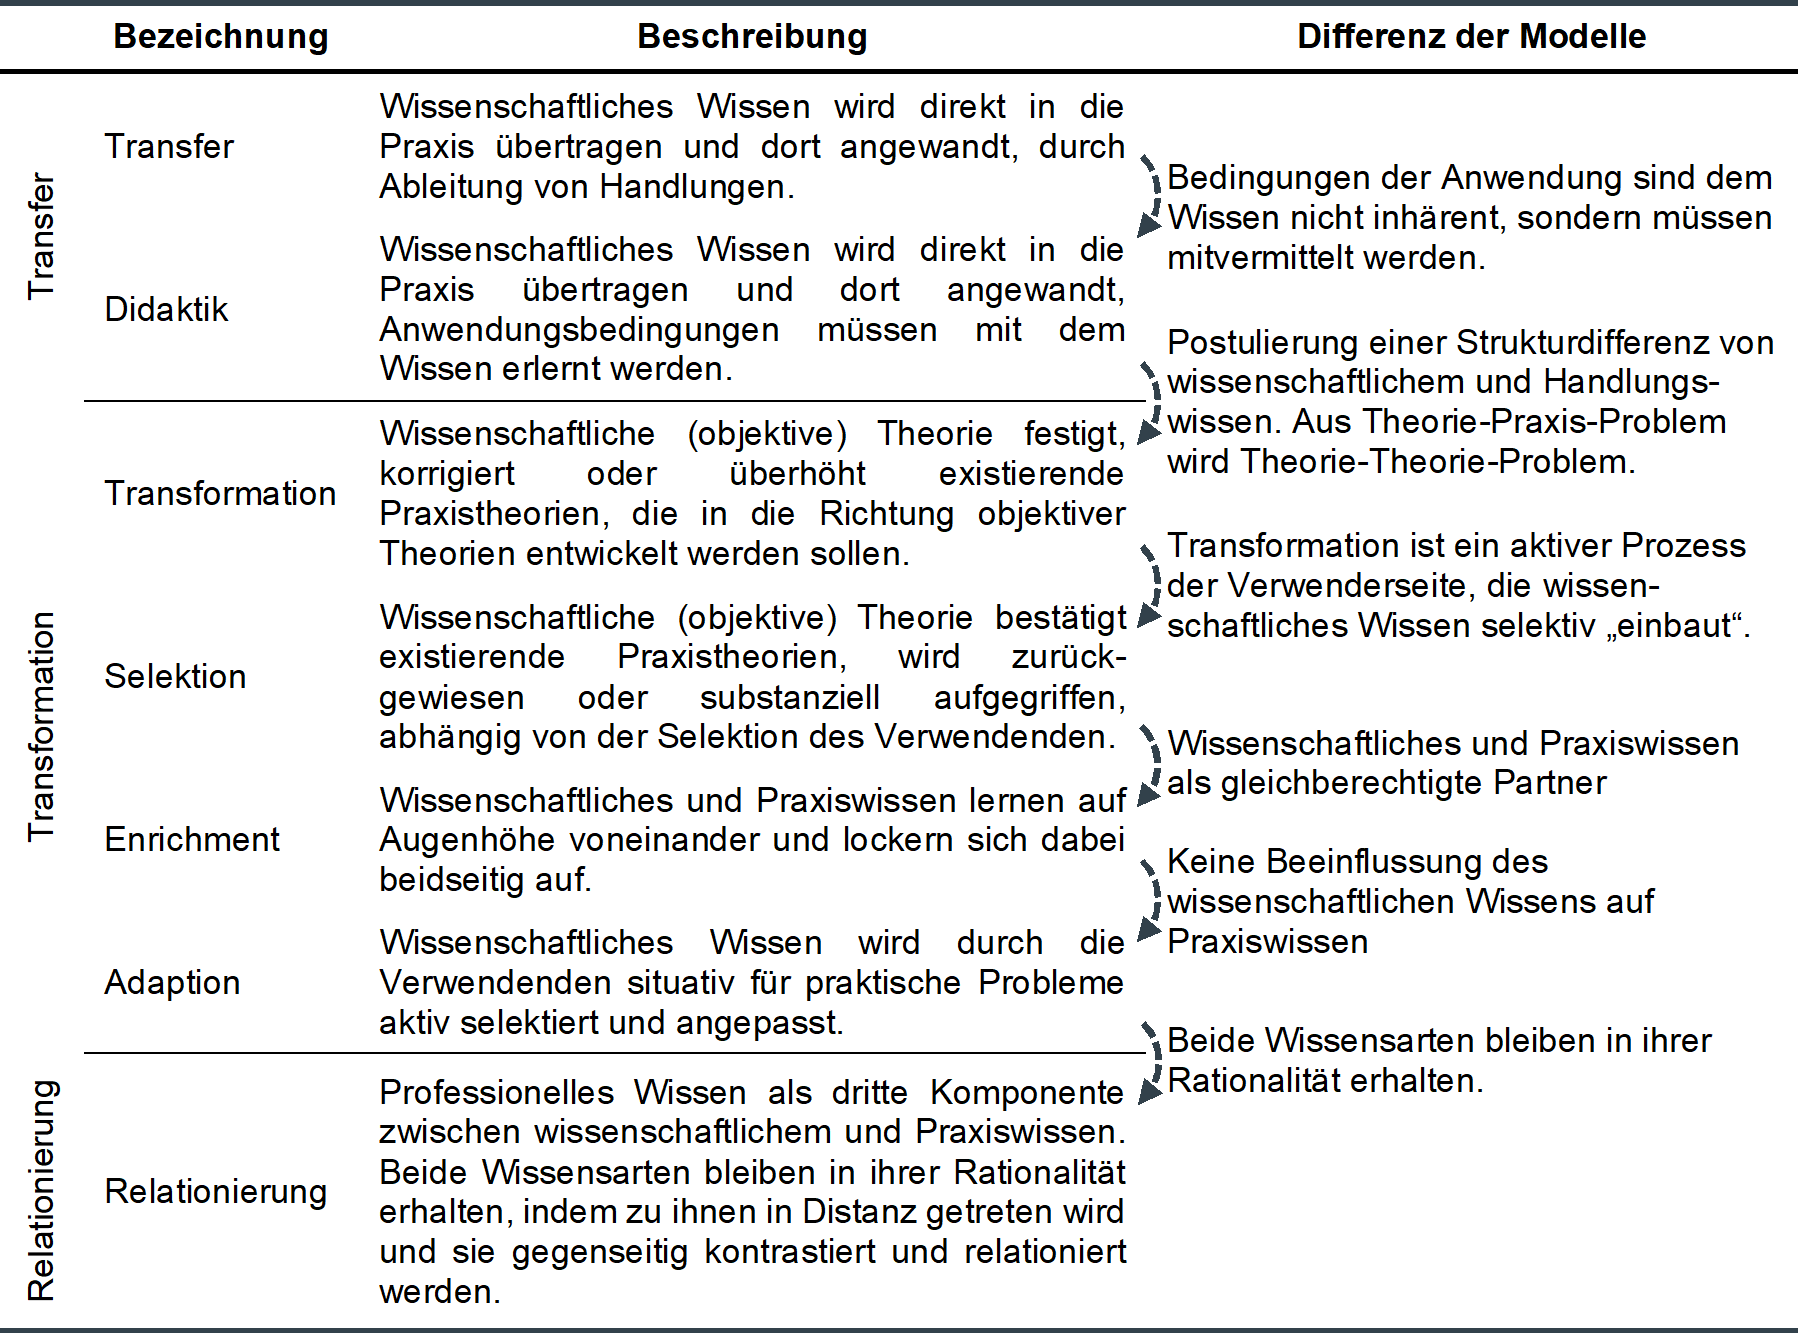 Bezeichnung Beschreibung Differenz der Modelle
Transfer
Transfer
Wissenschaftliches Wissen wird direkt in die
Praxis übertragen und dort angewandt, durch
Ableitung von Handlungen.
Bedingungen der Anwendung sind dem
Wissen nicht inhärent, sondern müssen
mitvermittelt werden.
Didaktik
Wissenschaftliches Wissen wird direkt in die
Praxis übertragen und dort angewandt,
Anwendungsbedingungen müssen mit dem
Wissen erlernt werden.
Postulierung einer Strukturdifferenz von
wissenschaftlichem und Handlungs-
wissen. Aus Theorie-Praxis-Problem
wird Theorie-Theorie-Problem.
Transformation
Transformation
Wissenschaftliche (objektive) Theorie festigt,
korrigiert oder überhöht existierende
Praxistheorien, die in die Richtung objektiver
Theorien entwickelt werden sollen.
Transformation ist ein aktiver Prozess
der Verwenderseite, die wissen-
schaftliches Wissen selektiv „einbaut“.
Selektion
Wissenschaftliche (objektive) Theorie bestätigt
existierende Praxistheorien, wird zurück-
gewiesen oder substanziell aufgegriffen,
abhängig von der Selektion des Verwendenden.
Wissenschaftliches und Praxiswissen
als gleichberechtigte Partner
Enrichment
Wissenschaftliches und Praxiswissen lernen auf
Augenhöhe voneinander und lockern sich dabei
beidseitig auf.
Keine Beeinflussung des
wissenschaftlichen Wissens auf
Praxiswissen
Adaption
Wissenschaftliches Wissen wird durch die
Verwendenden situativ für praktische Probleme
aktiv selektiert und angepasst.
Beide Wissensarten bleiben in ihrer
Rationalität erhalten.
Relationierung
Relationierung
Professionelles Wissen als dritte Komponente
zwischen wissenschaftlichem und Praxiswissen.
Beide Wissensarten bleiben in ihrer Rationalität
erhalten, indem zu ihnen in Distanz getreten wird
und sie gegenseitig kontrastiert und relationiert
werden.